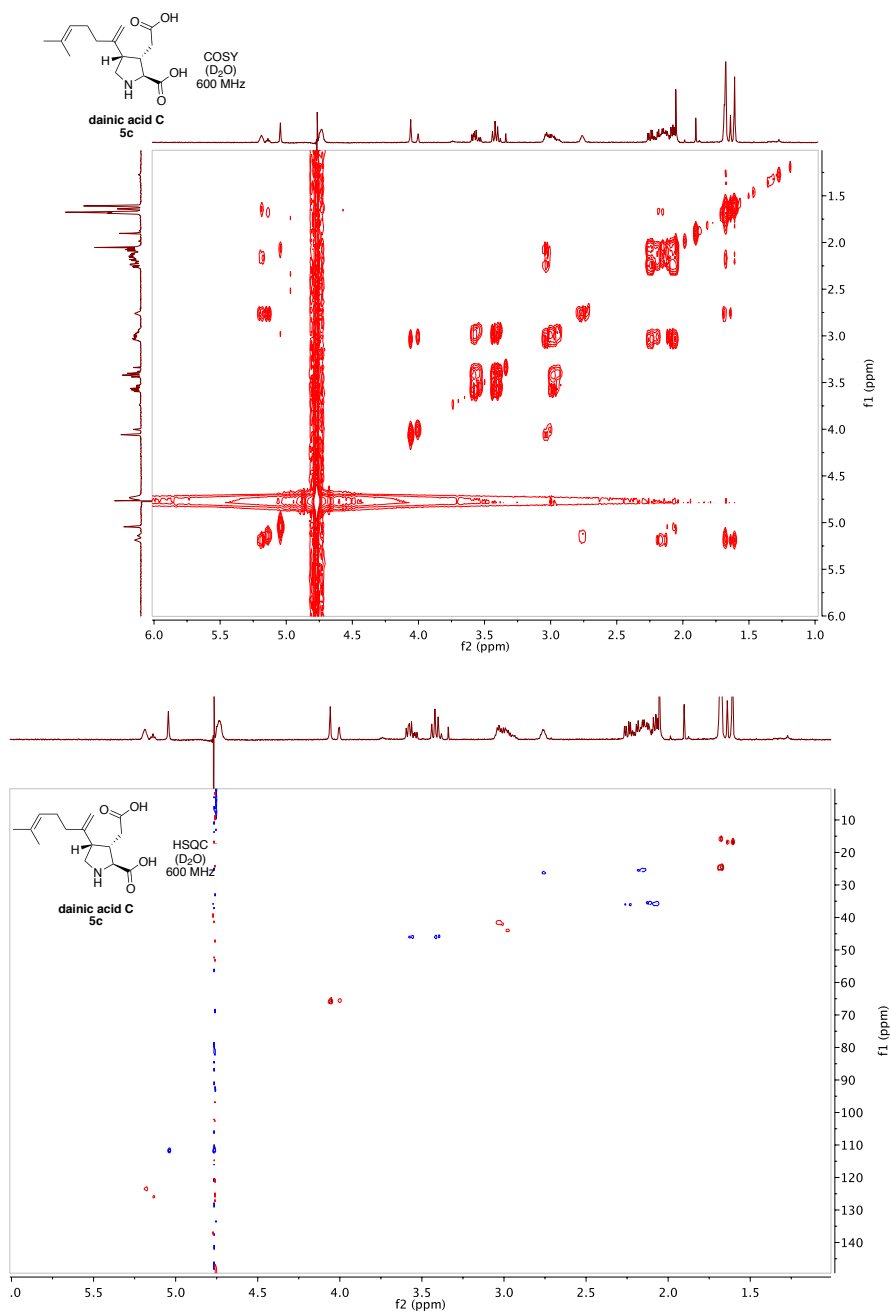 O
OH
H
N
H
OH
O
COSY
(D₂O)
600 MHz
dainic acid C
5c
1.5
2.0
2.5
3.0
3.5
4.0
4.5
5.0
5.5
6.0
f1 (ppm)
6.0 5.5 5.0 4.5 4.0 3.5 3.0 2.5 2.0 1.5 1.0
f2 (ppm)
O
OH
H
N
H
OH
O
HSQC
(D₂O)
600 MHz
dainic acid C
5c
10
20
30
40
50
60
70
80
90
100
110
120
130
140
f1 (ppm)
.0 5.5 5.0 4.5 4.0 3.5 3.0 2.5 2.0 1.5
f2 (ppm)